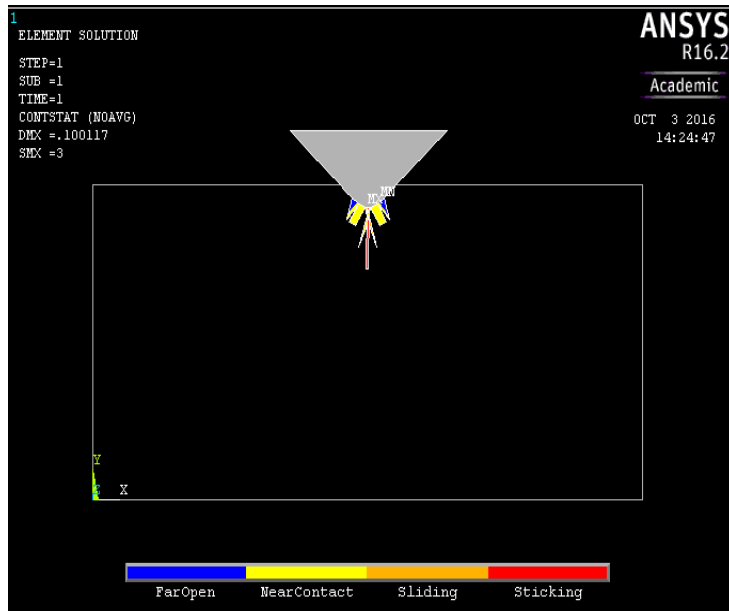 1
ELEMENT SOLUTION
STEP=1
SUB =1
TIME=1
CONTSTAT (NOAVG)
DMX =.100117
SMX =3
ANSYS
R16.2
Academic
OCT 3 2016
14:24:47
MX
MN
Y
X
FarOpen NearContact Sliding Sticking